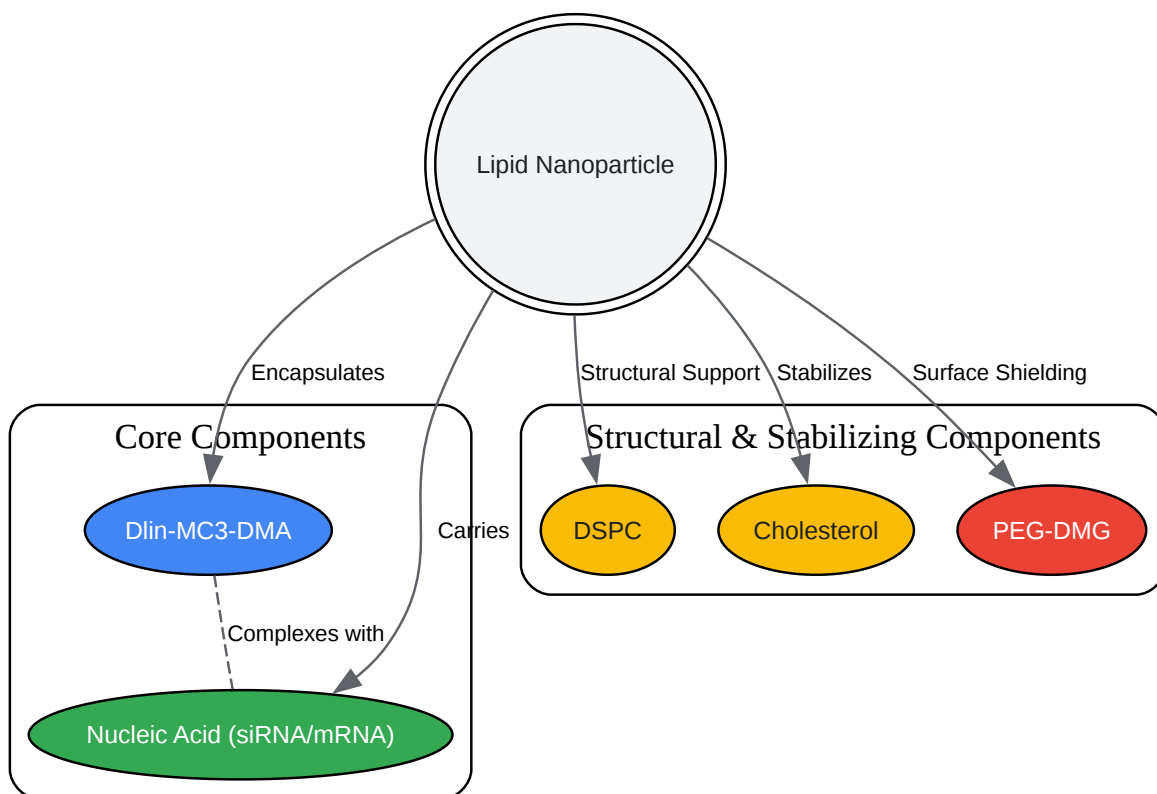 Lipid Nanoparticle
Encapsulates
Structural Support
Stabilizes
Surface Shielding
Core Components
Structural & Stabilizing Components
Dlin-MC3-DMA
Carries
DSPC
Cholesterol
PEG-DMG
Complexes with
Nucleic Acid (siRNA/mRNA)